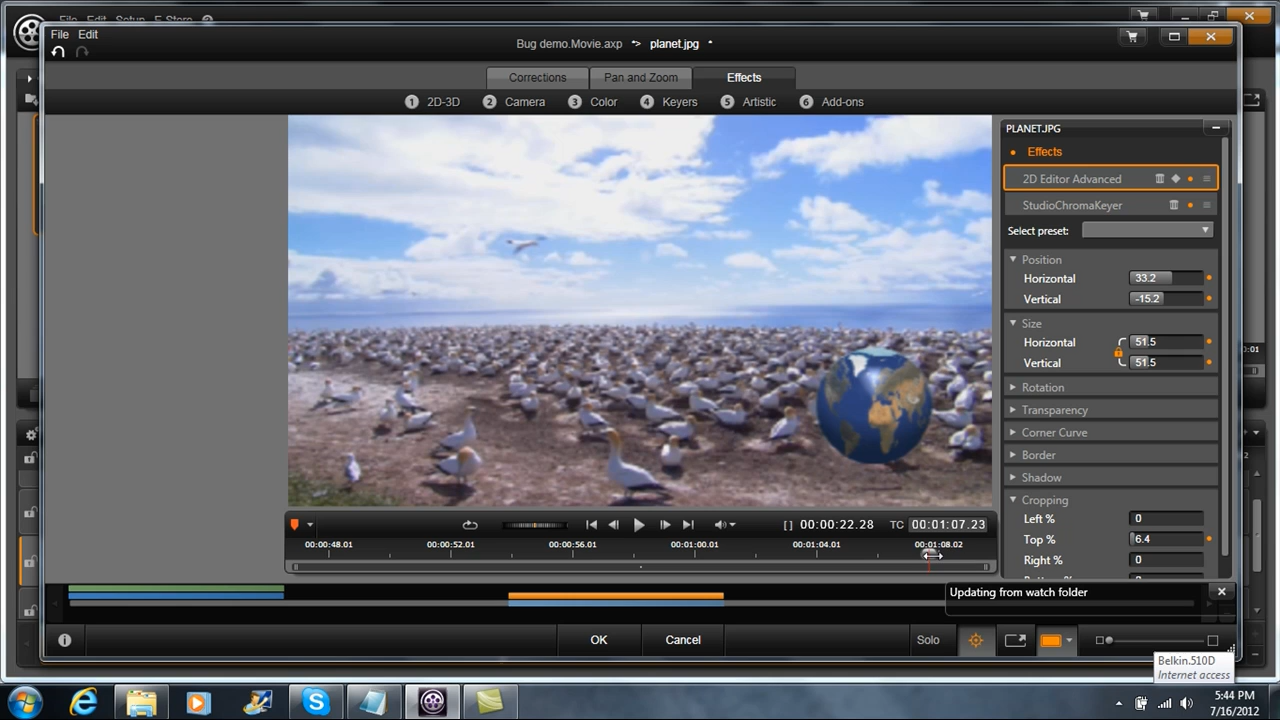 File Edit Setup E-Store
File Edit
Bug demo.Movie.axp > planet.jpg
Corrections Pan and Zoom Effects
1 2D-3D 2 Camera 3 Color 4 Keyers 5 Artistic 6 Add-ons
PLANET.JPG
Effects
2D Editor Advanced
StudioChromaKeyer
Select preset:
Position
Horizontal 33.2
Vertical -15.2
Size
Horizontal 51.5
Vertical 51.5
Rotation
Transparency
Corner Curve
Border
Shadow
Cropping
Left % 0
Top % 6.4
Right % 0
[] 00:00:22.28 TC 00:01:07.23
00:00:48.01 00:00:52.01 00:00:56.01 00:01:00.01 00:01:04.01 00:01:08.02
Updating from watch folder
OK Cancel Solo
Belkin.510D
Internet access
5:44 PM
7/16/2012